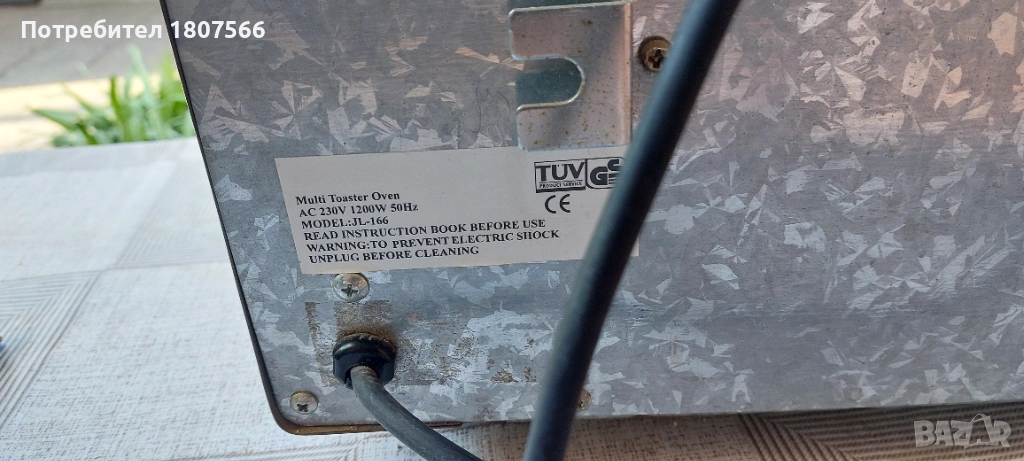 Потребител 1807566
Multi Toaster Oven
AC 230V 1200W 50Hz
MODEL:JL-166
READ INSTRUCTION BOOK BEFORE USE
WARNING:TO PREVENT ELECTRIC SHOCK
UNPLUG BEFORE CLEANING
TUV
PRODUCT SERVICE
GS
CE
BAZAR